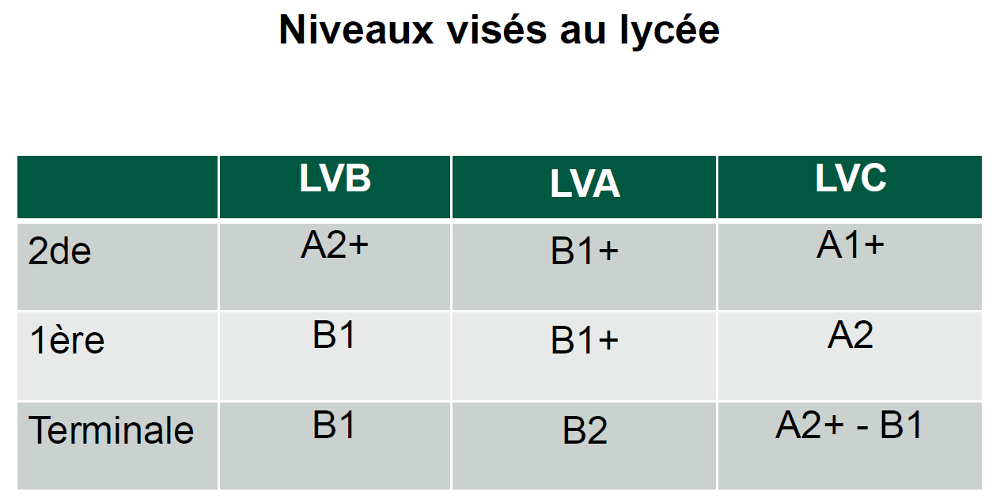 Niveaux visés au lycée
LVB LVA LVC
2de A2+ B1+ A1+
1ère B1 B1+ A2
Terminale B1 B2 A2+ - B1